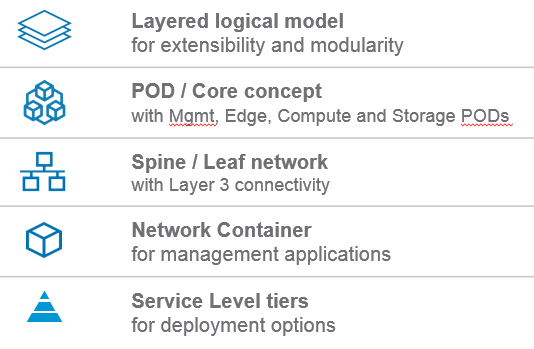 Layered logical model
for extensibility and modularity
POD / Core concept
with Mgmt, Edge, Compute and Storage PODs
Spine / Leaf network
with Layer 3 connectivity
Network Container
for management applications
Service Level tiers
for deployment options